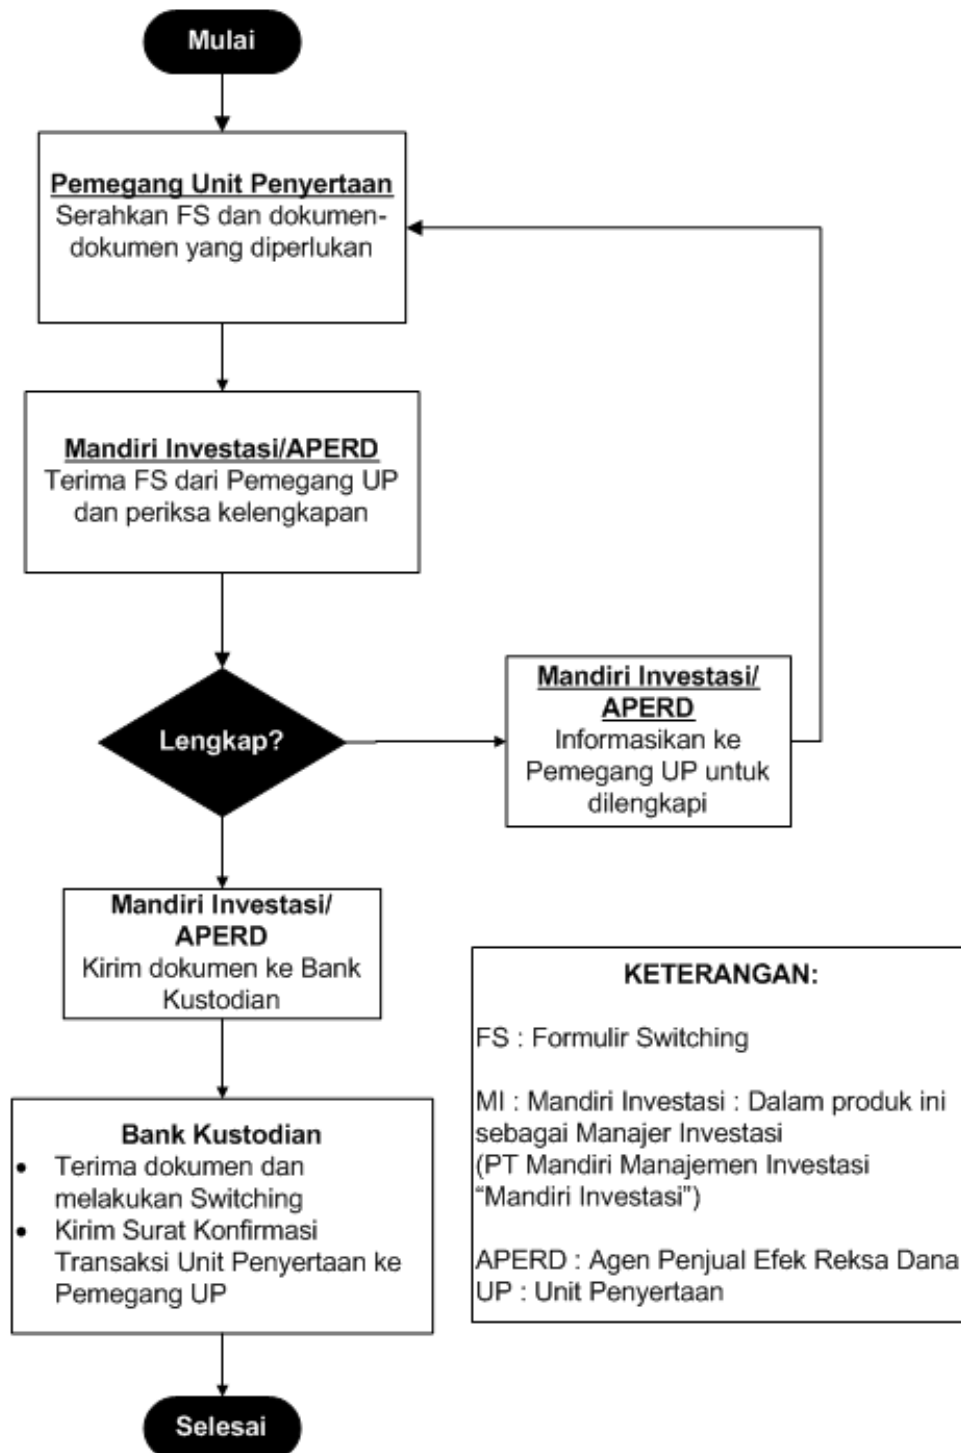 Mulai
Pemegang Unit Penyertaan
Serahkan FS dan dokumen-
dokumen yang diperlukan
Mandiri Investasi/APERD
Terima FS dari Pemegang UP
dan periksa kelengkapan
Lengkap?
Mandiri Investasi/
APERD
Informasikan ke
Pemegang UP untuk
dilengkapi
Mandiri Investasi/
APERD
Kirim dokumen ke Bank
Kustodian
Bank Kustodian
• Terima dokumen dan
melakukan Switching
• Kirim Surat Konfirmasi
Transaksi Unit Penyertaan ke
Pemegang UP
Selesai
KETERANGAN:
FS : Formulir Switching
MI : Mandiri Investasi : Dalam produk ini
sebagai Manajer Investasi
(PT Mandiri Manajemen Investasi
“Mandiri Investasi”)
APERD : Agen Penjual Efek Reksa Dana
UP : Unit Penyertaan